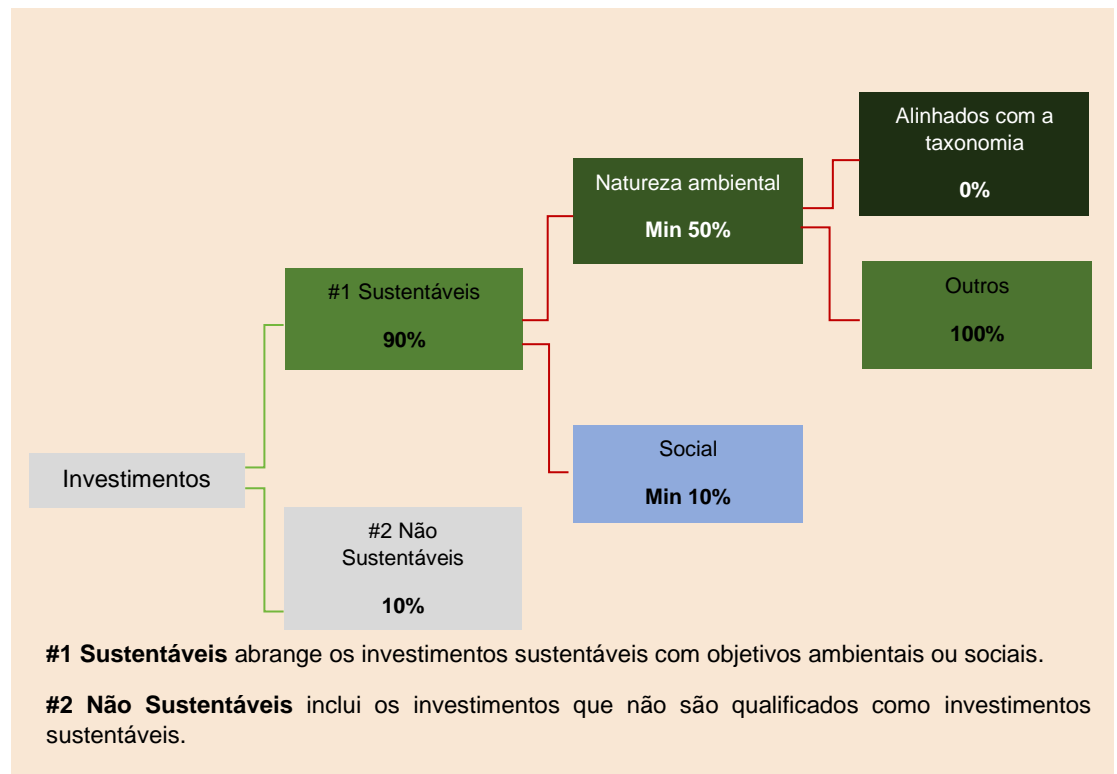 Alinhados com a
taxonomia
0%
Natureza ambiental
Min 50%
#1 Sustentáveis
90%
Outros
100%
Social
Min 10%
Investimentos
#2 Não
Sustentáveis
10%
#1 Sustentáveis abrange os investimentos sustentáveis com objetivos ambientais ou sociais.
#2 Não Sustentáveis inclui os investimentos que não são qualificados como investimentos
sustentáveis.